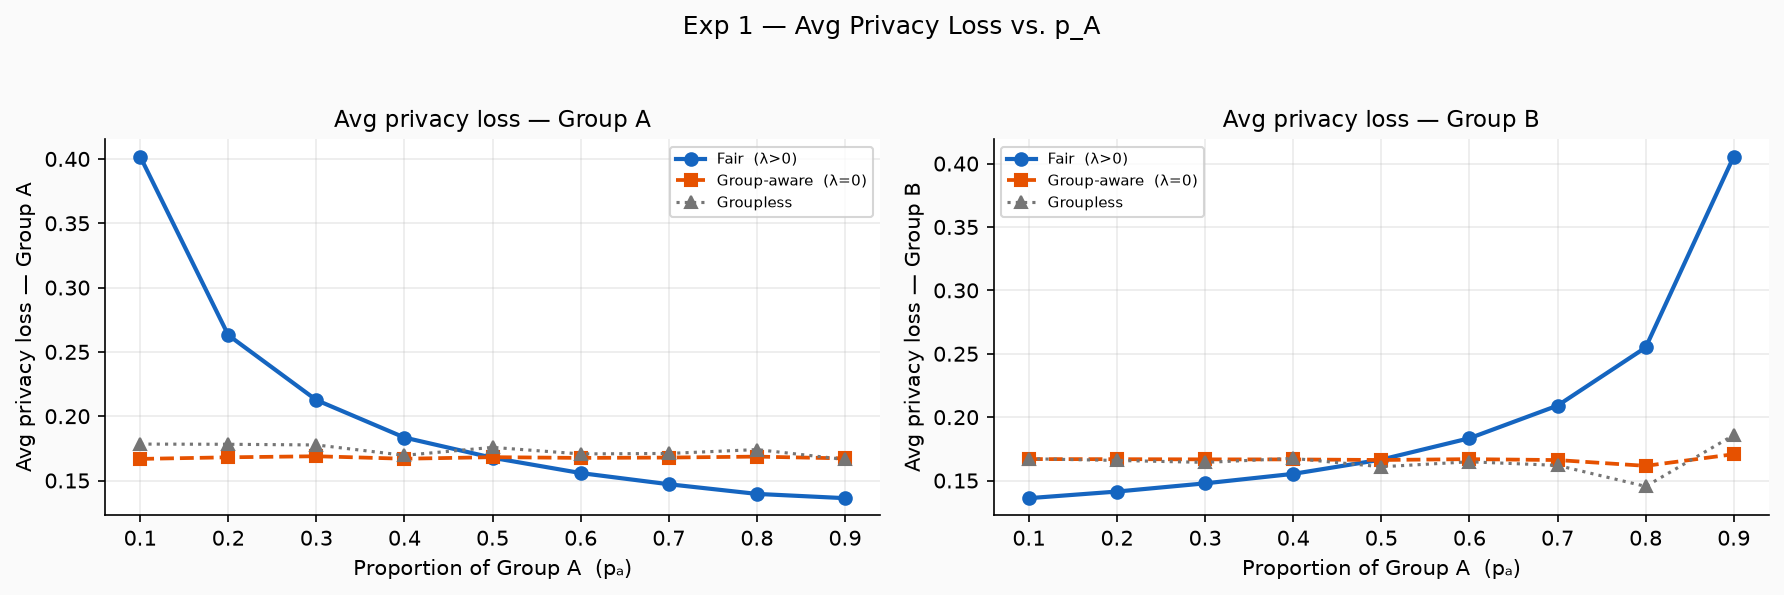 Exp 1 — Avg Privacy Loss vs. p_A
Avg privacy loss — Group A
Avg privacy loss — Group A
0.40
0.35
0.30
0.25
0.20
0.15
Fair (λ>0)
Group-aware (λ=0)
Groupless
0.1 0.2 0.3 0.4 0.5 0.6 0.7 0.8 0.9
Proportion of Group A (pₐ)
Avg privacy loss — Group B
Avg privacy loss — Group B
0.40
0.35
0.30
0.25
0.20
0.15
Fair (λ>0)
Group-aware (λ=0)
Groupless
0.1 0.2 0.3 0.4 0.5 0.6 0.7 0.8 0.9
Proportion of Group A (pₐ)